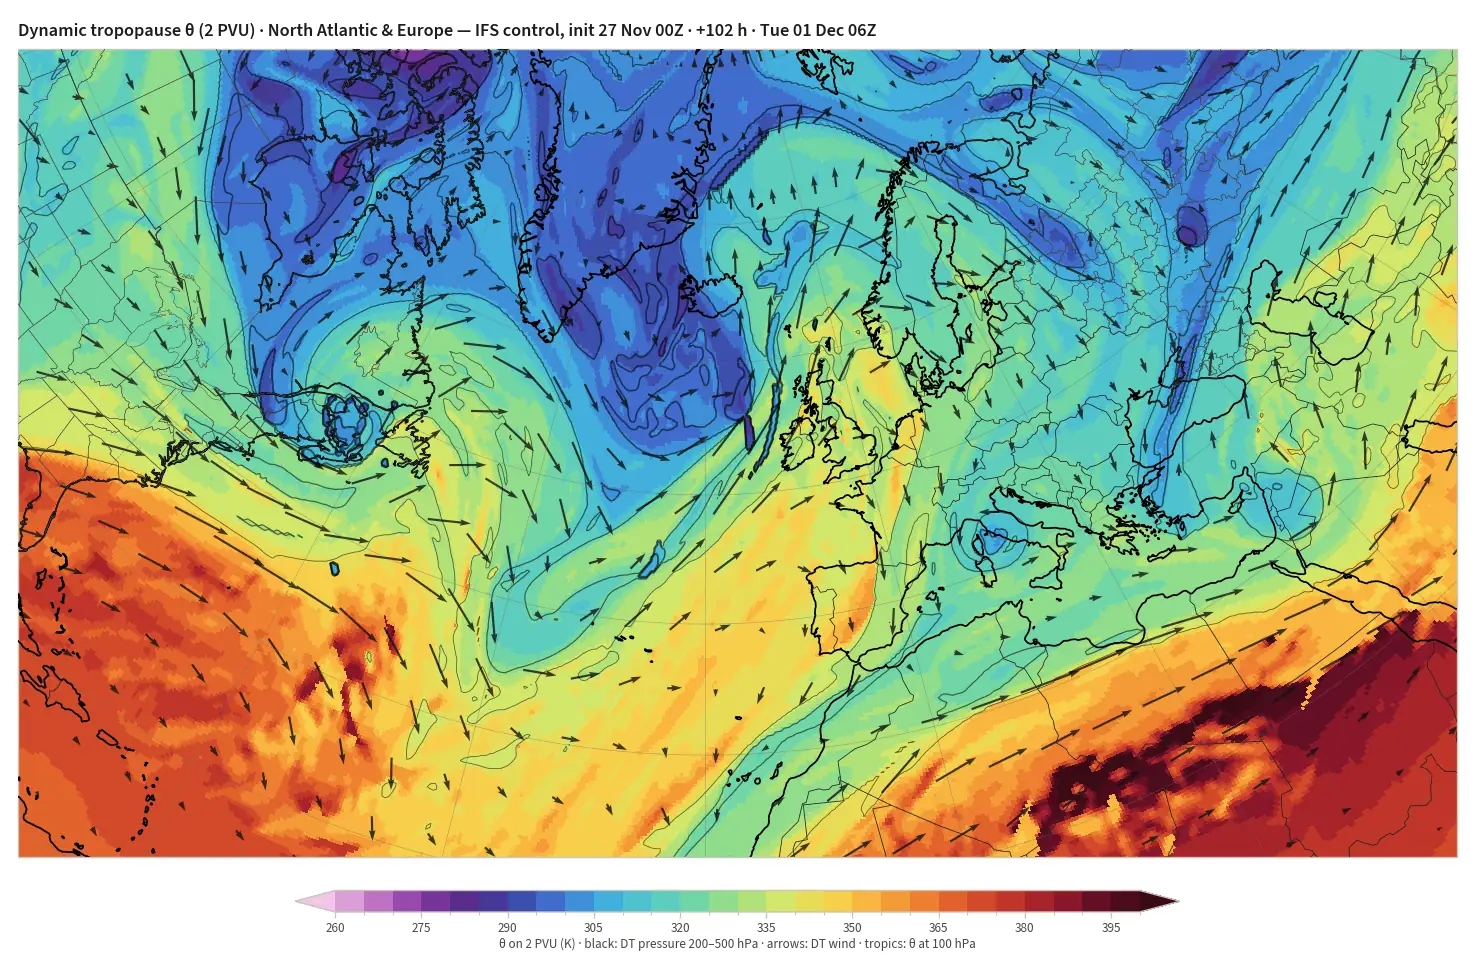 Dynamic tropopause θ (2 PVU) · North Atlantic & Europe — IFS control, init 27 Nov 00Z · +102 h · Tue 01 Dec 06Z
260 275 290 305 320 335 350 365 380 395
θ on 2 PVU (K) · black: DT pressure 200–500 hPa · arrows: DT wind · tropics: θ at 100 hPa